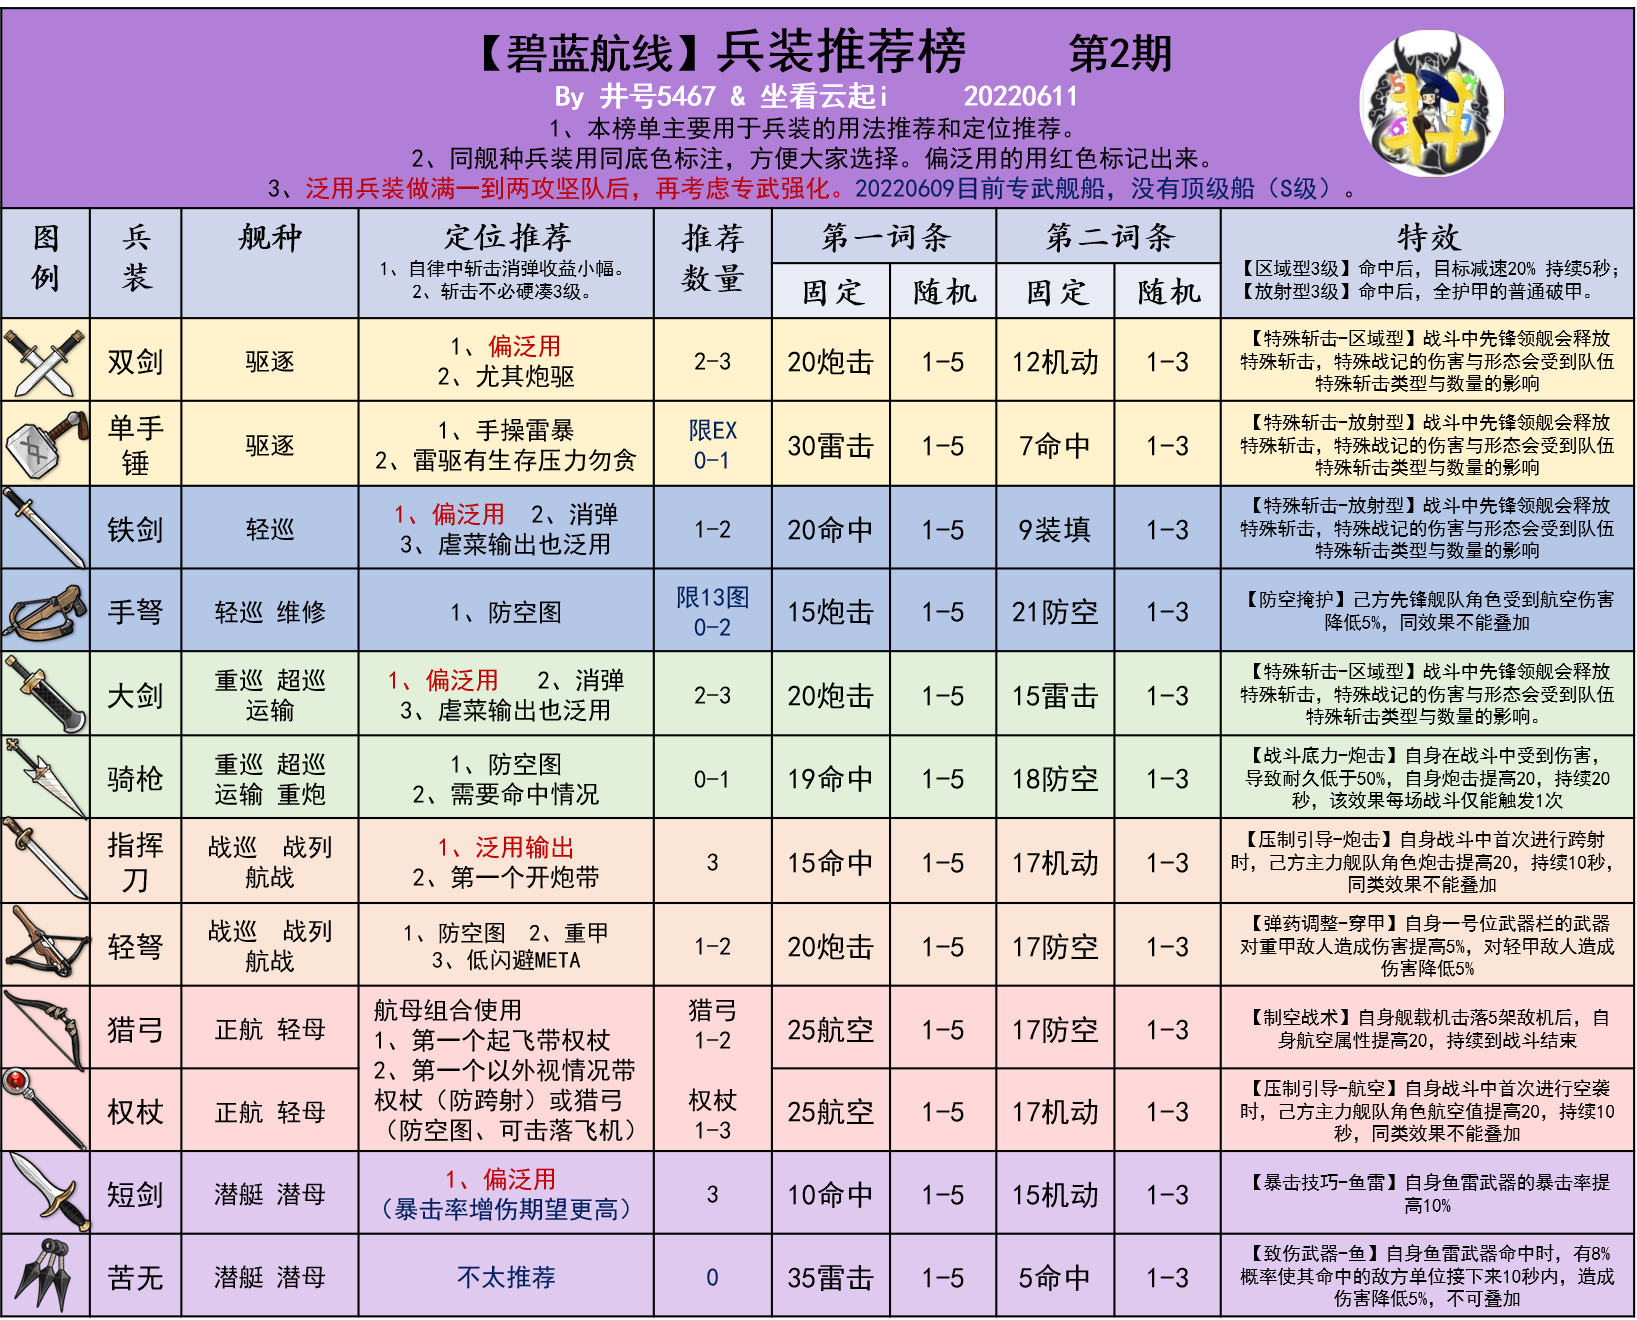 【碧蓝航线】兵装推荐榜 第2期
By 井号5467 & 坐看云起i 20220611
1、本榜单主要用于兵装的用法推荐和定位推荐。
2、同舰种兵装用同底色标注，方便大家选择。偏泛用的用红色标记出来。
3、泛用兵装做满一到两攻坚队后，再考虑专武强化。20220609目前专武舰船，没有顶级船（S级）。
图例
兵装
舰种
定位推荐
1、自律中斩击消弹收益小幅。
2、斩击不必硬凑3级。
推荐数量
第一词条
固定
随机
第二词条
固定
随机
特效
【区域型3级】命中后，目标减速20% 持续5秒；
【放射型3级】命中后，全护甲的普通破甲。
双剑
驱逐
1、偏泛用
2、尤其炮驱
2-3
20炮击
1-5
12机动
1-3
【特殊斩击-区域型】战斗中先锋领舰会释放
特殊斩击，特殊战记的伤害与形态会受到队伍
特殊斩击类型与数量的影响
单手
锤
驱逐
1、手操雷暴
2、雷驱有生存压力勿贪
限EX
0-1
30雷击
1-5
7命中
1-3
【特殊斩击-放射型】战斗中先锋领舰会释放
特殊斩击，特殊战记的伤害与形态会受到队伍
特殊斩击类型与数量的影响
铁剑
轻巡
1、偏泛用 2、消弹
3、虐菜输出也泛用
1-2
20命中
1-5
9装填
1-3
【特殊斩击-放射型】战斗中先锋领舰会释放
特殊斩击，特殊战记的伤害与形态会受到队伍
特殊斩击类型与数量的影响
手弩
轻巡 维修
1、防空图
限13图
0-2
15炮击
1-5
21防空
1-3
【防空掩护】己方先锋舰队角色受到航空伤害
降低5%，同效果不能叠加
大剑
重巡 超巡
运输
1、偏泛用 2、消弹
3、虐菜输出也泛用
2-3
20炮击
1-5
15雷击
1-3
【特殊斩击-区域型】战斗中先锋领舰会释放
特殊斩击，特殊战记的伤害与形态会受到队伍
特殊斩击类型与数量的影响。
骑枪
重巡 超巡
运输 重炮
1、防空图
2、需要命中情况
0-1
19命中
1-5
18防空
1-3
【战斗底力-炮击】自身在战斗中受到伤害，
导致耐久低于50%，自身炮击提高20，持续20
秒，该效果每场战斗仅能触发1次
指挥
刀
战巡 战列
航战
1、泛用输出
2、第一个开炮带
3
15命中
1-5
17机动
1-3
【压制引导-炮击】自身战斗中首次进行跨射
时，己方主力舰队角色炮击提高20，持续10秒，
同类效果不能叠加
轻弩
战巡 战列
航战
1、防空图 2、重甲
3、低闪避META
1-2
20炮击
1-5
17防空
1-3
【弹药调整-穿甲】自身一号位武器栏的武器
对重甲敌人造成伤害提高5%，对轻甲敌人造成
伤害降低5%
猎弓
正航 轻母
航母组合使用
1、第一个起飞带权杖
2、第一个以外视情况带
权杖（防跨射）或猎弓
（防空图、可击落飞机）
猎弓
1-2
25航空
1-5
17防空
1-3
【制空战术】自身舰载机击落5架敌机后，自
身航空属性提高20，持续到战斗结束
权杖
正航 轻母
权杖
1-3
25航空
1-5
17机动
1-3
【压制引导-航空】自身战斗中首次进行空袭
时，己方主力舰队角色航空值提高20，持续10
秒，同类效果不能叠加
短剑
潜艇 潜母
1、偏泛用
（暴击率增伤期望更高）
3
10命中
1-5
15机动
1-3
【暴击技巧-鱼雷】自身鱼雷武器的暴击率提
高10%
苦无
潜艇 潜母
不太推荐
0
35雷击
1-5
5命中
1-3
【致伤武器-鱼】自身鱼雷武器命中时，有8%
概率使其命中的敌方单位接下来10秒内，造成
伤害降低5%，不可叠加